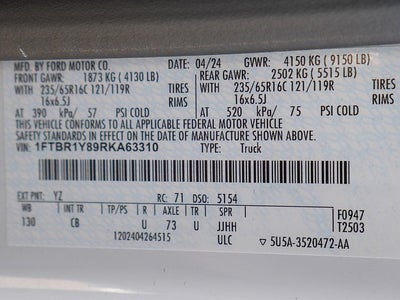 MFD. BY FORD MOTOR CO. 04/24 GVWR: 4150 KG (9150 LB)
FRONT GAWR: 1873 KG (4130 LB) REAR GAWR: 2502 KG (5515 LB)
WITH 235/65R16C 121/119R TIRES WITH 235/65R16C 121/119R TIRES
16x6.5J RIMS 16x6.5J RIMS
AT 390 kPa/ 57 PSI COLD AT 520 kPa/ 75 PSI COLD
THIS VEHICLE CONFORMS TO ALL APPLICABLE FEDERAL MOTOR VEHICLE
SAFETY STANDARDS IN EFFECT ON THE DATE OF MANUFACTURE SHOWN ABOVE.
VIN: 1FTBR1Y89RKA63310 TYPE: Truck
EXT PNT: YZ RC: 71 DSO: 5154
WB INT TR TP/PS R AXLE TR SPR F0947
130 CB U 73 U JJHH T2503
1202404264515 ULC 5U5A-3520472-AA